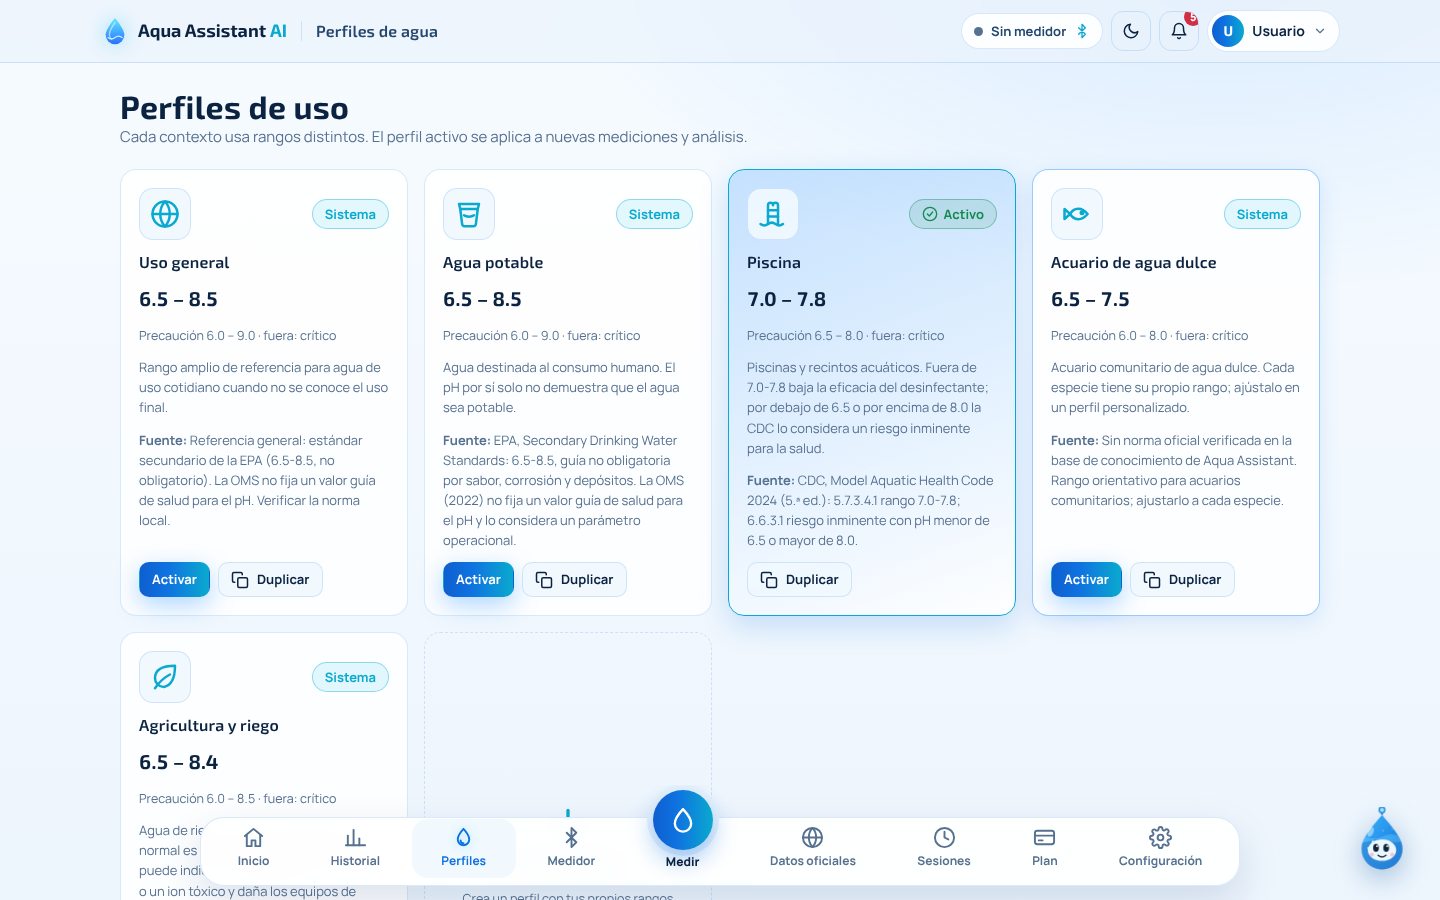 Aqua Assistant AI
Perfiles de agua
Sin medidor
5
U
Usuario
Perfiles de uso
Cada contexto usa rangos distintos. El perfil activo se aplica a nuevas mediciones y análisis.
Sistema
Uso general
6.5 – 8.5
Precaución 6.0 – 9.0 · fuera: crítico
Rango amplio de referencia para agua de
uso cotidiano cuando no se conoce el uso
final.
Fuente: Referencia general: estándar
secundario de la EPA (6.5-8.5, no
obligatorio). La OMS no fija un valor guía
de salud para el pH. Verificar la norma
local.
Activar
Duplicar
Sistema
Agua potable
6.5 – 8.5
Precaución 6.0 – 9.0 · fuera: crítico
Agua destinada al consumo humano. El
pH por sí solo no demuestra que el agua
sea potable.
Fuente: EPA, Secondary Drinking Water
Standards: 6.5-8.5, guía no obligatoria
por sabor, corrosión y depósitos. La OMS
(2022) no fija un valor guía de salud para
el pH y lo considera un parámetro
operacional.
Activar
Duplicar
Activo
Piscina
7.0 – 7.8
Precaución 6.5 – 8.0 · fuera: crítico
Piscinas y recintos acuáticos. Fuera de
7.0-7.8 baja la eficacia del desinfectante;
por debajo de 6.5 o por encima de 8.0 la
CDC lo considera un riesgo inminente
para la salud.
Fuente: CDC, Model Aquatic Health Code
2024 (5.ª ed.): 5.7.3.4.1 rango 7.0-7.8;
6.6.3.1 riesgo inminente con pH menor de
6.5 o mayor de 8.0.
Duplicar
Sistema
Acuario de agua dulce
6.5 – 7.5
Precaución 6.0 – 8.0 · fuera: crítico
Acuario comunitario de agua dulce. Cada
especie tiene su propio rango; ajústalo en
un perfil personalizado.
Fuente: Sin norma oficial verificada en la
base de conocimiento de Aqua Assistant.
Rango orientativo para acuarios
comunitarios; ajustarlo a cada especie.
Activar
Duplicar
Sistema
Agricultura y riego
6.5 – 8.4
Precaución 6.0 – 8.5 · fuera: crítico
Agua de
normal es
puede
o un ion tóxico y daña los equipos de
Crea un perfil con tus propios rangos
Inicio
Historial
Perfiles
Medidor
Medir
Datos oficiales
Sesiones
Plan
Configuración